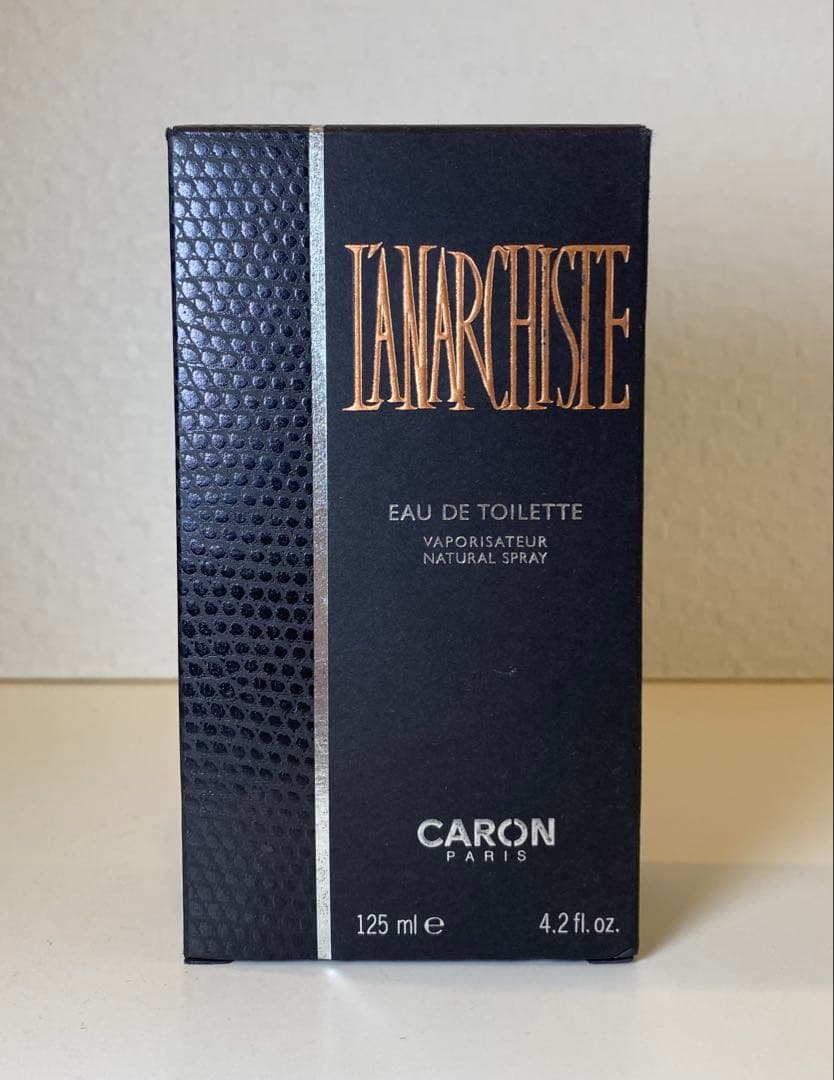 L'ANARCHISTE
EAU DE TOILETTE
VAPORISATEUR
NATURAL SPRAY
CARON
PARIS
125 ml ℮ 4.2 fl. oz.